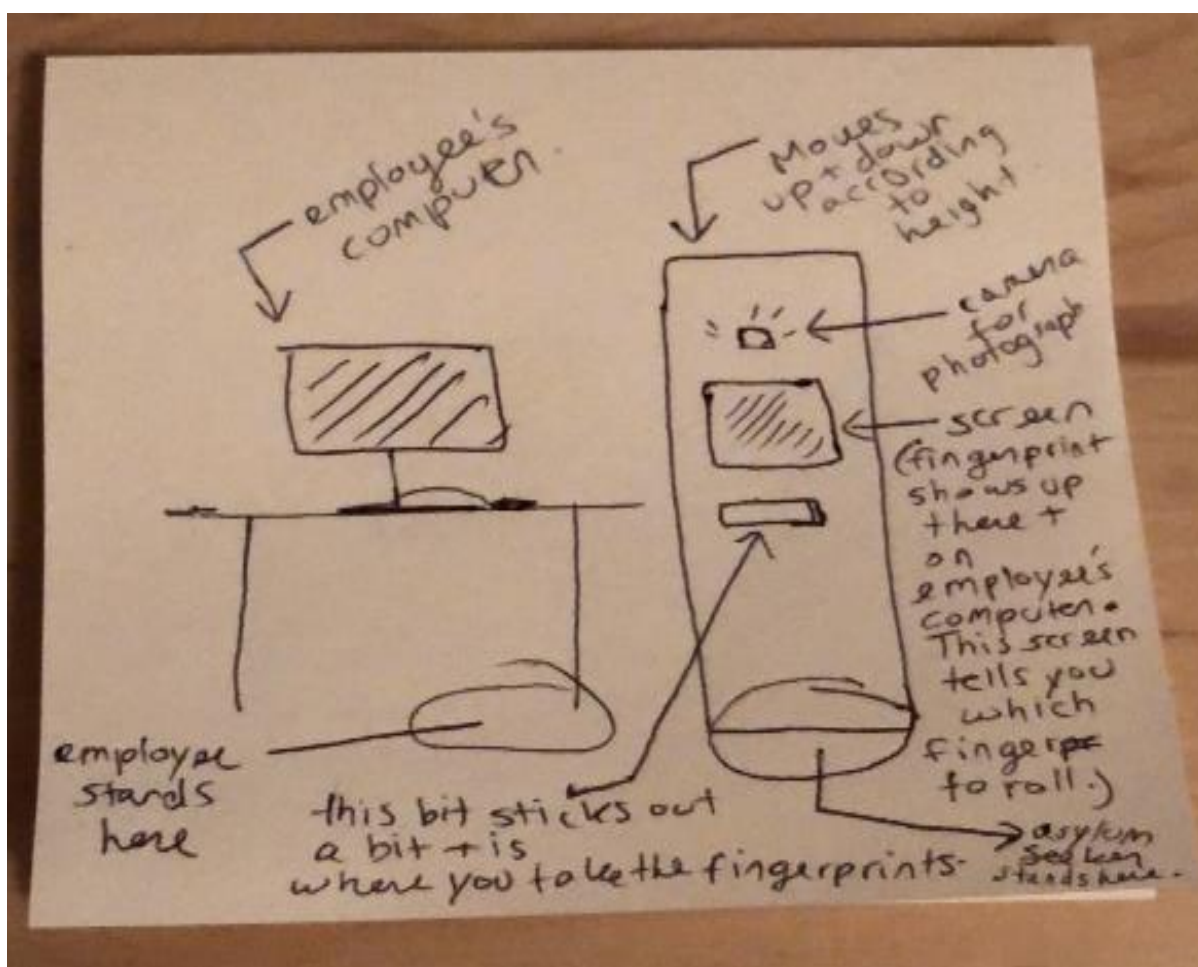 employee's
computer
Moves
up + down
according
to
height
camera
for
photograph
screen
(fingerprint
shows up
there +
on
employee's
computer.
This screen
tells you
which
finger
to roll.)
employee
stands
here
this bit sticks out
a bit + is
where you take the fingerprints.
asylum
seeker
stands here.